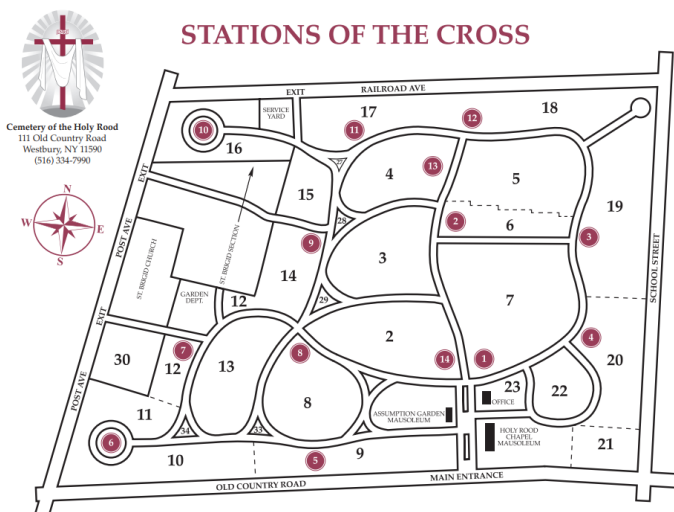 STATIONS OF THE CROSS
Cemetery of the Holy Rood
111 Old Country Road
Westbury, NY 11590
(516) 334-7990
N
W
E
S
EXIT
RAILROAD AVE
SERVICE
YARD
17
18
10
11
12
16
4
13
5
15
19
EXIT
28
2
6
3
POST AVE
ST. BRIGID CHURCH
ST. BRIGID SECTION
9
3
14
SCHOOL STREET
GARDEN
DEPT.
12
29
7
EXIT
2
4
20
30
7
12
13
8
14
1
POST AVE
23
22
OFFICE
11
8
ASSUMPTION GARDEN
MAUSOLEUM
34
33
HOLY ROOD
CHAPEL
MAUSOLEUM
6
21
10
5
9
OLD COUNTRY ROAD
MAIN ENTRANCE